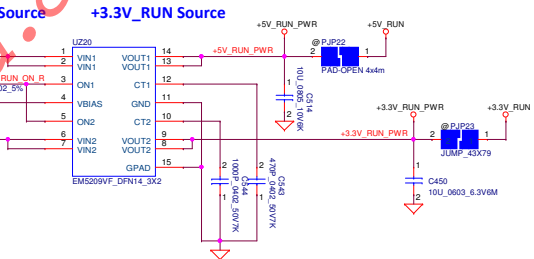 Source
+3.3V_RUN Source
+5V_RUN_PWR
+5V_RUN
UZ20
@PJP22
1 VIN1 VOUT1 14
2 VIN1 VOUT1 13
+5V_RUN_PWR
2 1
PAD-OPEN 4x4m
RUN_ON_R
3 ON1 CT1 12
02_5%
1
2
C514
10U_0805_10V6K
4 VBIAS GND 11
5 ON2 CT2 10
+3.3V_RUN_PWR
+3.3V_RUN
6 VIN2 VOUT2 9
7 VIN2 VOUT2 8
+3.3V_RUN_PWR
@PJP23
2 1
JUMP_43X79
GPAD 15
EM5209VF_DFN14_3X2
2
1
C544
1000P_0402_50V7K
2
1
C543
470P_0402_50V7K
1
2
C450
10U_0603_6.3V6M